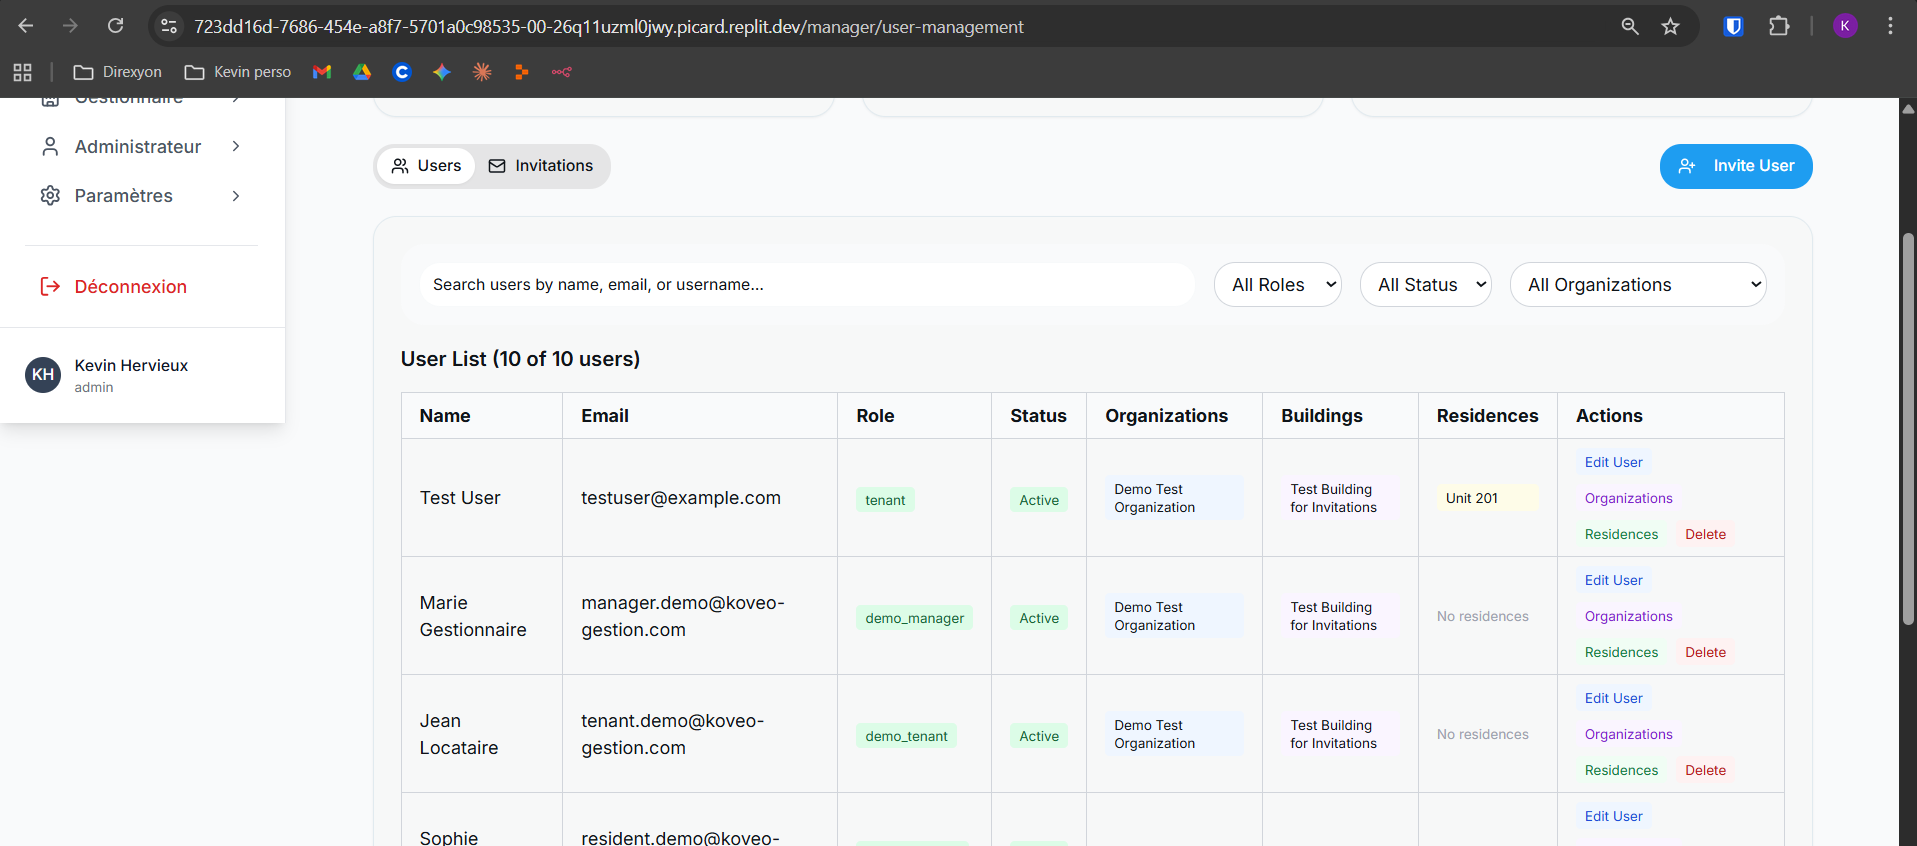 723dd16d-7686-454e-a8f7-5701a0c98535-00-26q11uzml0jwy.picard.replit.dev/manager/user-management
K
Direxyon
Kevin perso
Gestionnaire
Administrateur
Paramètres
Déconnexion
KH
Kevin Hervieux
admin
Users
Invitations
Invite User
Search users by name, email, or username...
All Roles
All Status
All Organizations
User List (10 of 10 users)
Name Email Role Status Organizations Buildings Residences Actions
Test User
testuser@example.com
tenant
Active
Demo Test
Organization
Test Building
for Invitations
Unit 201
Edit User
Organizations
Residences Delete
Marie
Gestionnaire
manager.demo@koveo-
gestion.com
demo_manager
Active
Demo Test
Organization
Test Building
for Invitations
No residences
Edit User
Organizations
Residences Delete
Jean
Locataire
tenant.demo@koveo-
gestion.com
demo_tenant
Active
Demo Test
Organization
Test Building
for Invitations
No residences
Edit User
Organizations
Residences Delete
Sophie
resident.demo@koveo-
Edit User